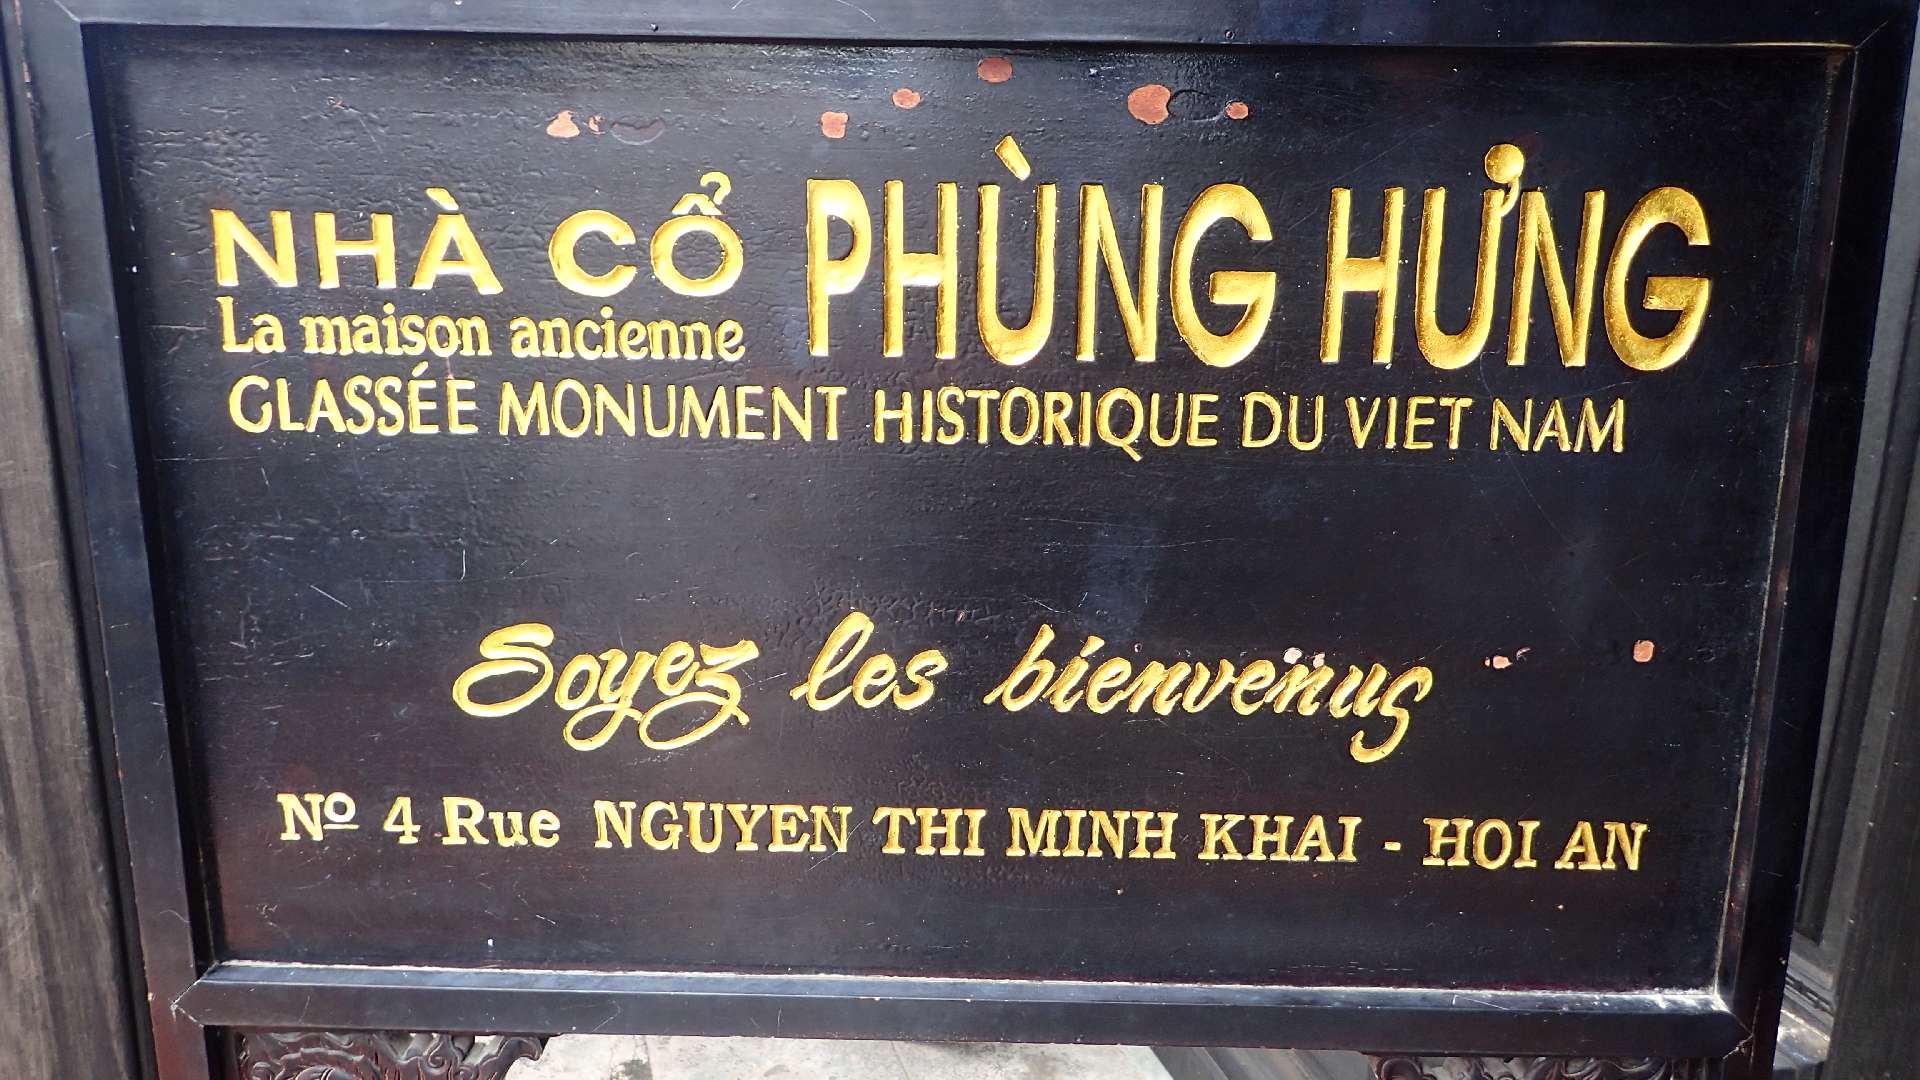 NHÀ CỔ PHÙNG HƯNG
La maison ancienne
GLASSÉE MONUMENT HISTORIQUE DU VIET NAM
Soyez les bienvenus
Nº 4 Rue NGUYEN THI MINH KHAI - HOI AN